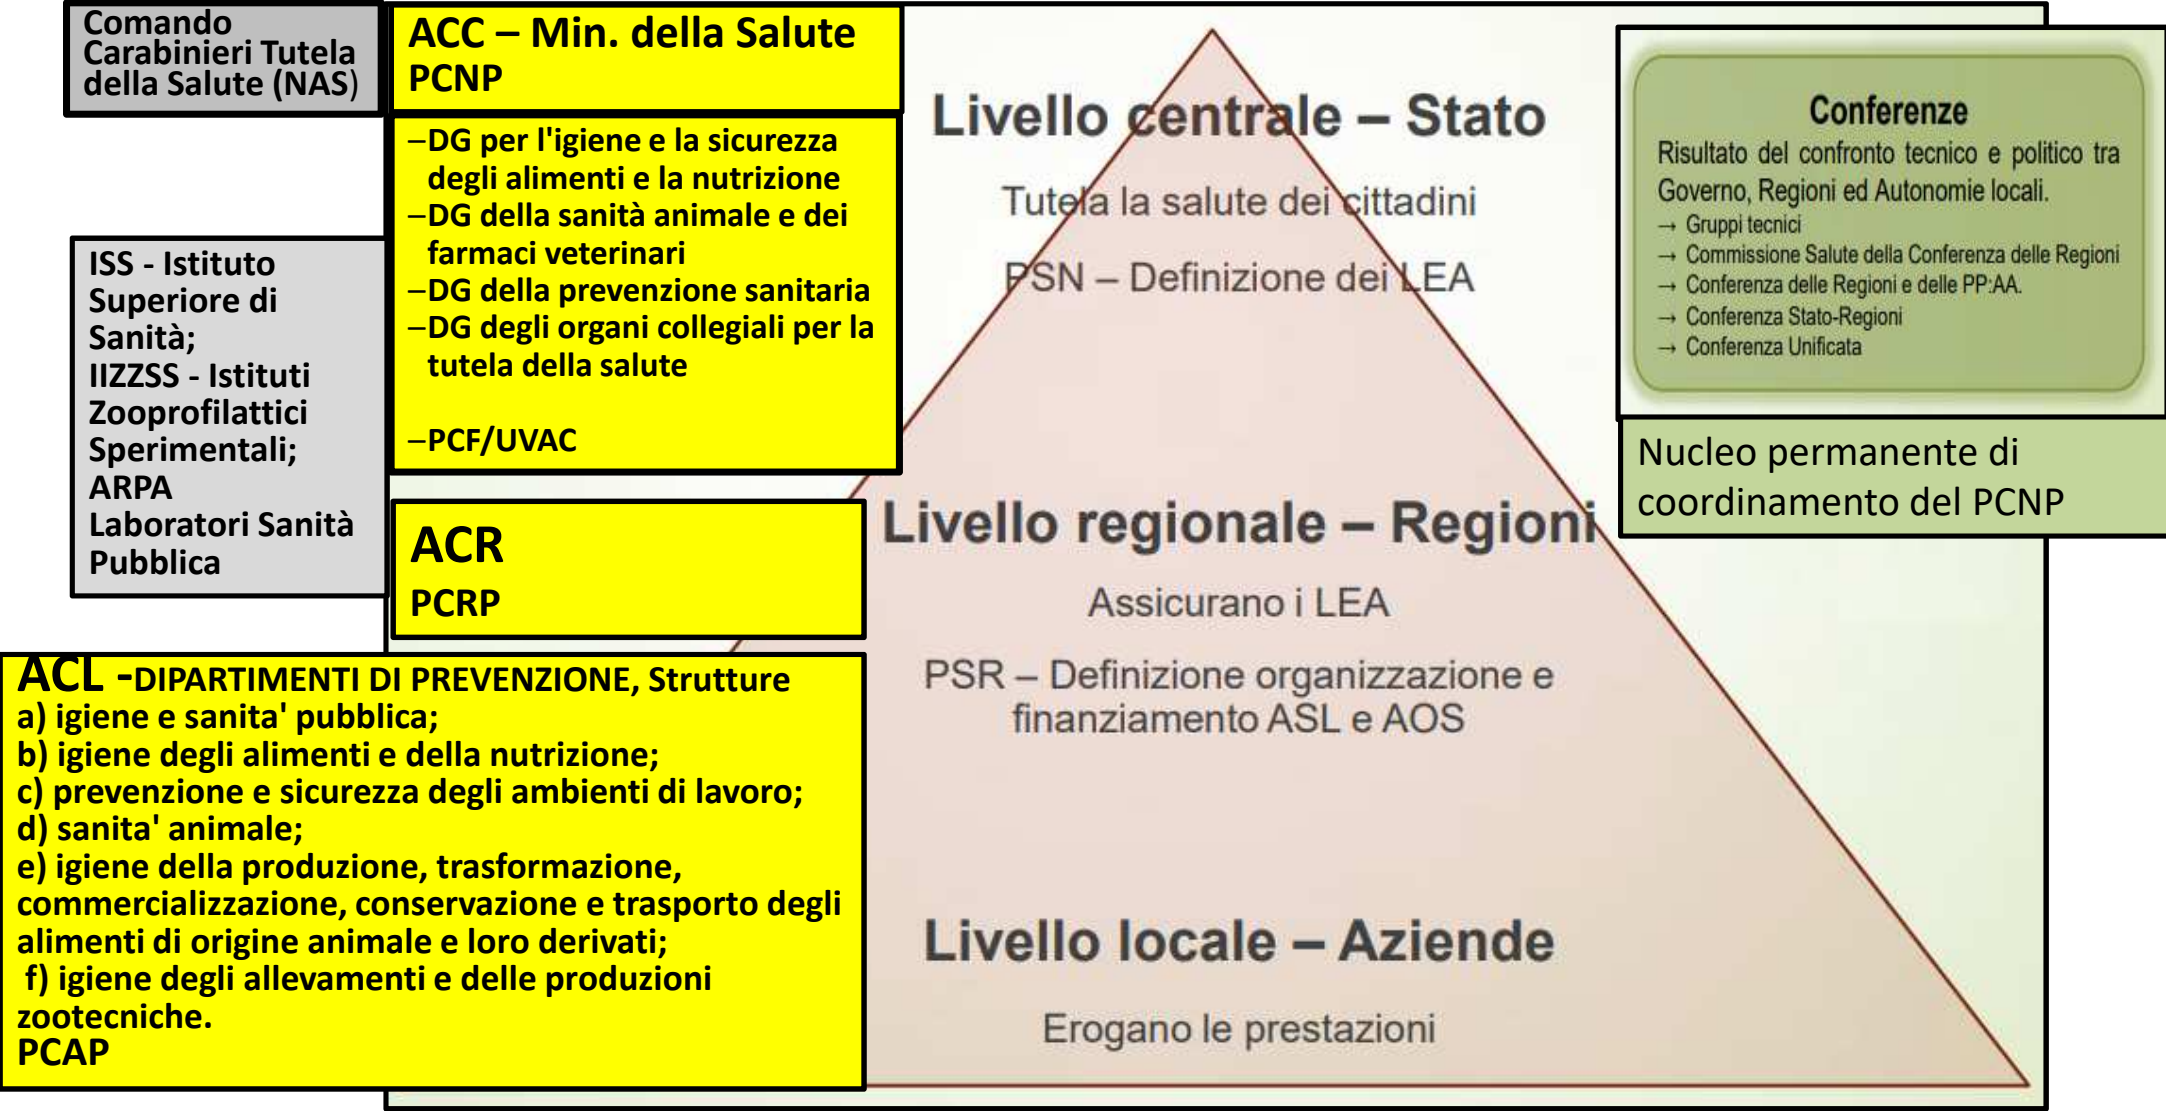 Comando
Carabinieri Tutela
della Salute (NAS)
ACC – Min. della Salute
PCNP
–DG per l'igiene e la sicurezza
degli alimenti e la nutrizione
–DG della sanità animale e dei
farmaci veterinari
–DG della prevenzione sanitaria
–DG degli organi collegiali per la
tutela della salute
–PCF/UVAC
ISS - Istituto
Superiore di
Sanità;
IIZZSS - Istituti
Zooprofilattici
Sperimentali;
ARPA
Laboratori Sanità
Pubblica
ACR
PCRP
ACL -DIPARTIMENTI DI PREVENZIONE, Strutture
a) igiene e sanita' pubblica;
b) igiene degli alimenti e della nutrizione;
c) prevenzione e sicurezza degli ambienti di lavoro;
d) sanita' animale;
e) igiene della produzione, trasformazione,
commercializzazione, conservazione e trasporto degli
alimenti di origine animale e loro derivati;
f) igiene degli allevamenti e delle produzioni
zootecniche.
PCAP
Livello centrale – Stato
Tutela la salute dei cittadini
PSN – Definizione dei LEA
Livello regionale – Regioni
Assicurano i LEA
PSR – Definizione organizzazione e
finanziamento ASL e AOS
Livello locale – Aziende
Erogano le prestazioni
Conferenze
Risultato del confronto tecnico e politico tra
Governo, Regioni ed Autonomie locali.
→ Gruppi tecnici
→ Commissione Salute della Conferenza delle Regioni
→ Conferenza delle Regioni e delle PP:AA.
→ Conferenza Stato-Regioni
→ Conferenza Unificata
Nucleo permanente di
coordinamento del PCNP